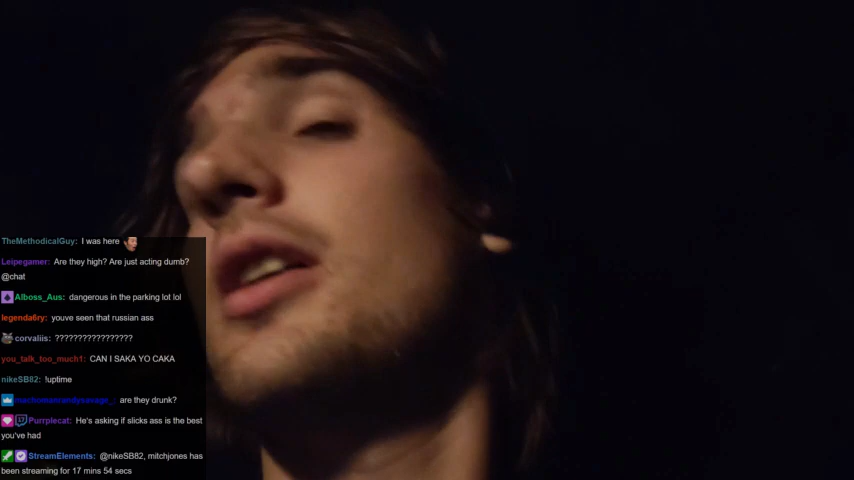 TheMethodicalGuy: I was here
Leipegamer: Are they high? Are just acting dumb?
@chat
Alboss_Aus: dangerous in the parking lot lol
legenda6ry: youve seen that russian ass
corvaliis: ?????????????????
you_talk_too_much1: CAN I SAKA YO CAKA
nikeSB82: !uptime
machomanrandysavage_: are they drunk?
Purrplecat: He's asking if slicks ass is the best
you've had
StreamElements: @nikeSB82, mitchjones has
been streaming for 17 mins 54 secs